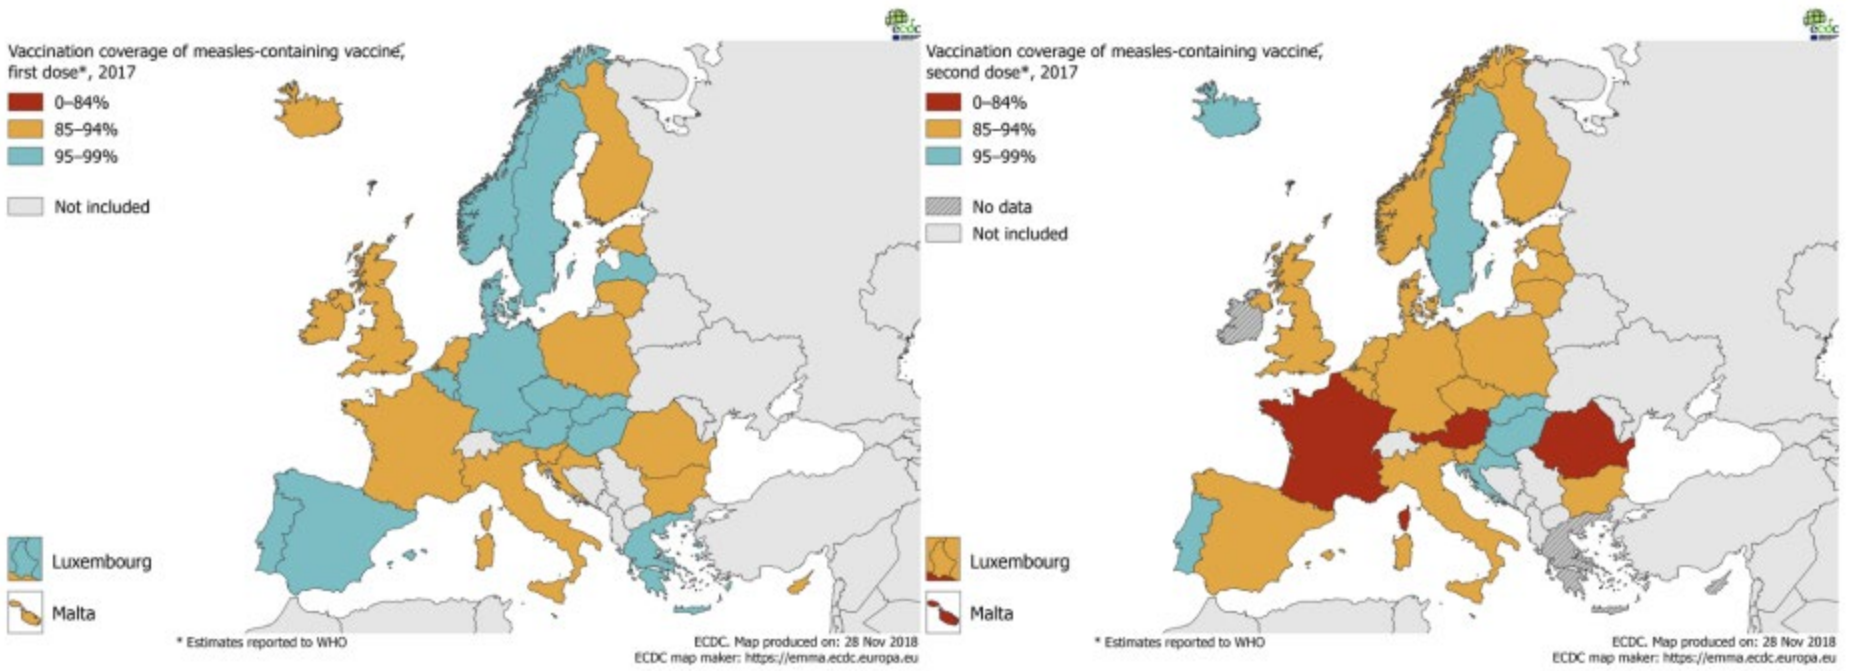 ecdc
Vaccination coverage of measles-containing vaccine,
first dose*, 2017
0–84%
85–94%
95–99%
Not included
Luxembourg
Malta
* Estimates reported to WHO
ECDC. Map produced on: 28 Nov 2018
ECDC map maker: https://emma.ecdc.europa.eu
ecdc
Vaccination coverage of measles-containing vaccine,
second dose*, 2017
0–84%
85–94%
95–99%
No data
Not included
Luxembourg
Malta
* Estimates reported to WHO
ECDC. Map produced on: 28 Nov 2018
ECDC map maker: https://emma.ecdc.europa.eu